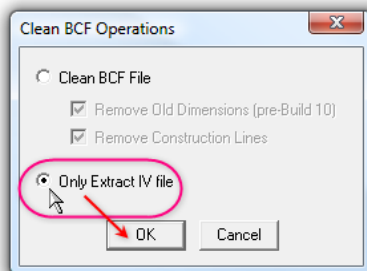 Clean BCF Operations
Clean BCF File
Remove Old Dimensions (pre-Build 10)
Remove Construction Lines
Only Extract IV file
OK
Cancel